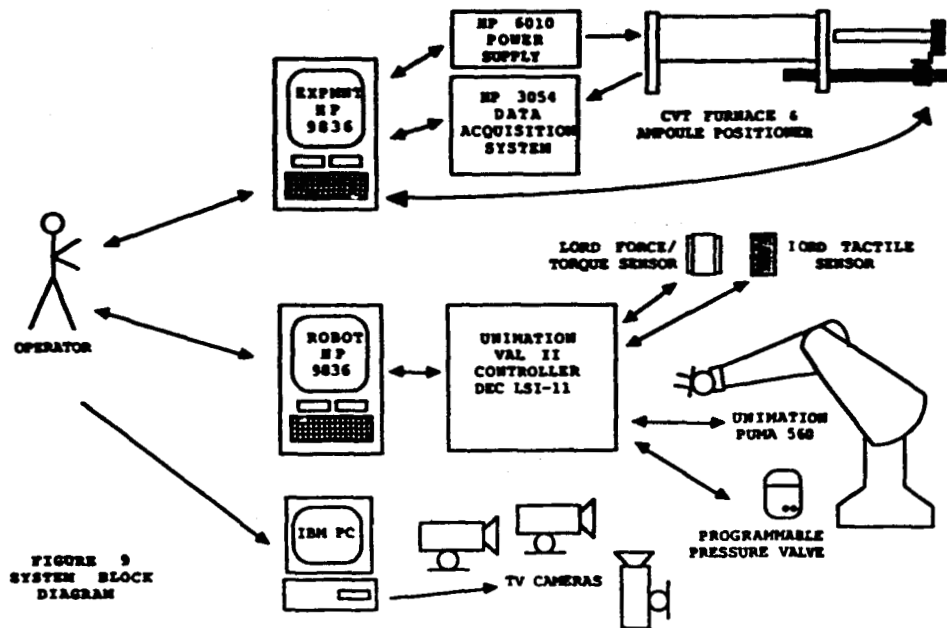 HP 6010
POWER
SUPPLY
EXPMNT
HP
9836
HP 3054
DATA
ACQUISITION
SYSTEM
CVT FURNACE &
AMPOULE POSITIONER
LORD FORCE/
TORQUE SENSOR
LORD TACTILE
SENSOR
OPERATOR
ROBOT
HP
9836
UNIMATION
VAL II
CONTROLLER
DEC LSI-11
UNIMATION
PUMA 560
PROGRAMMABLE
PRESSURE VALVE
IBM PC
TV CAMERAS
FIGURE 9
SYSTEM BLOCK
DIAGRAM